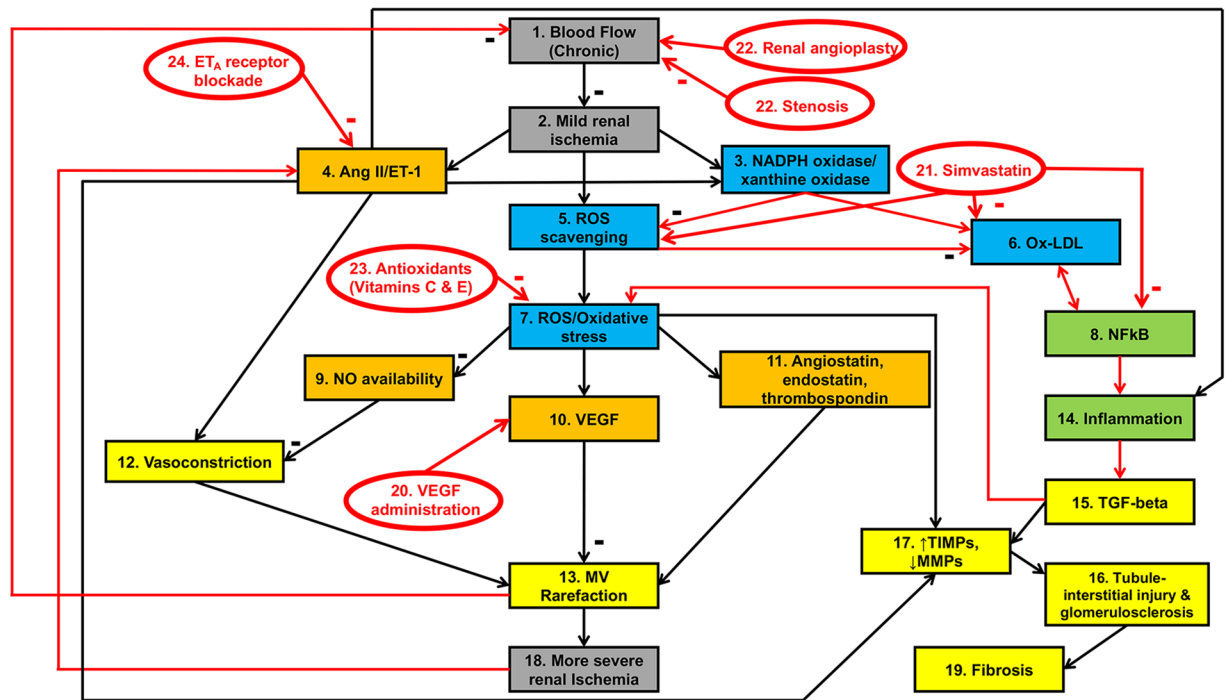 1. Blood Flow
(Chronic)
-
22. Renal angioplasty
24. ETA receptor
blockade
-
-
-
22. Stenosis
2. Mild renal
ischemia
4. Ang II/ET-1
3. NADPH oxidase/
xanthine oxidase
21. Simvastatin
-
-
5. ROS
scavenging
-
6. Ox-LDL
23. Antioxidants
(Vitamins C & E)
-
-
7. ROS/Oxidative
stress
8. NFkB
-
9. NO availability
11. Angiostatin,
endostatin,
thrombospondin
10. VEGF
14. Inflammation
-
12. Vasoconstriction
20. VEGF
administration
15. TGF-beta
-
17. ↑TIMPs,
↓MMPs
13. MV
Rarefaction
16. Tubule-
interstitial injury &
glomerulosclerosis
18. More severe
renal Ischemia
19. Fibrosis